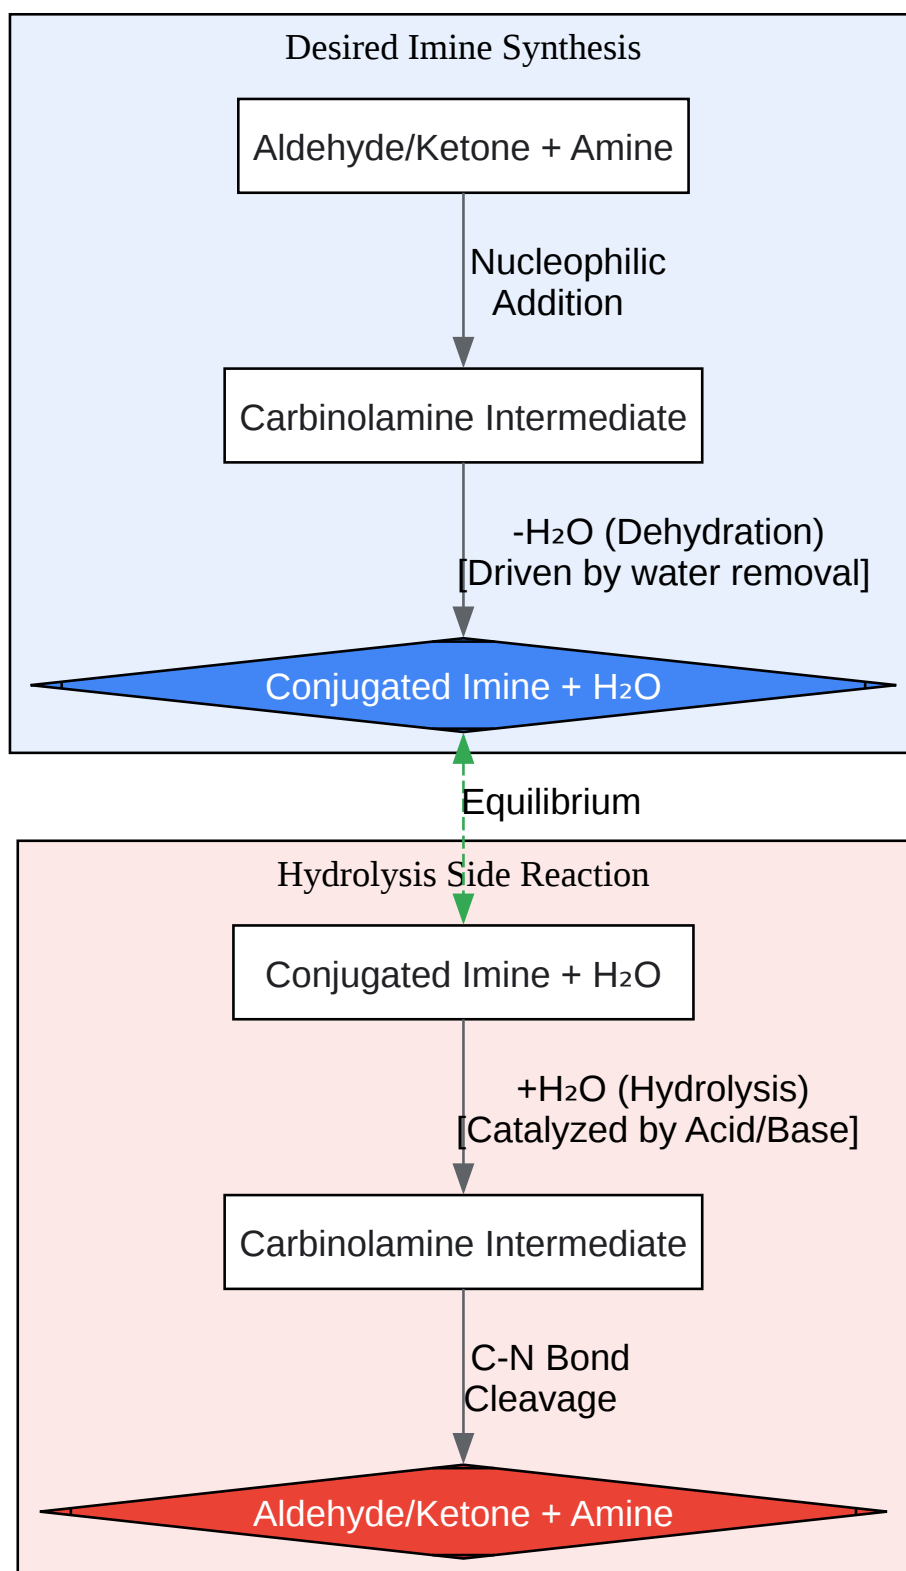 Desired Imine Synthesis
Aldehyde/Ketone + Amine
Nucleophilic
Addition
Carbinolamine Intermediate
-H₂O (Dehydration)
[Driven by water removal]
Conjugated Imine + H₂O
Equilibrium
Hydrolysis Side Reaction
Conjugated Imine + H₂O
+H₂O (Hydrolysis)
[Catalyzed by Acid/Base]
Carbinolamine Intermediate
C-N Bond
Cleavage
Aldehyde/Ketone + Amine